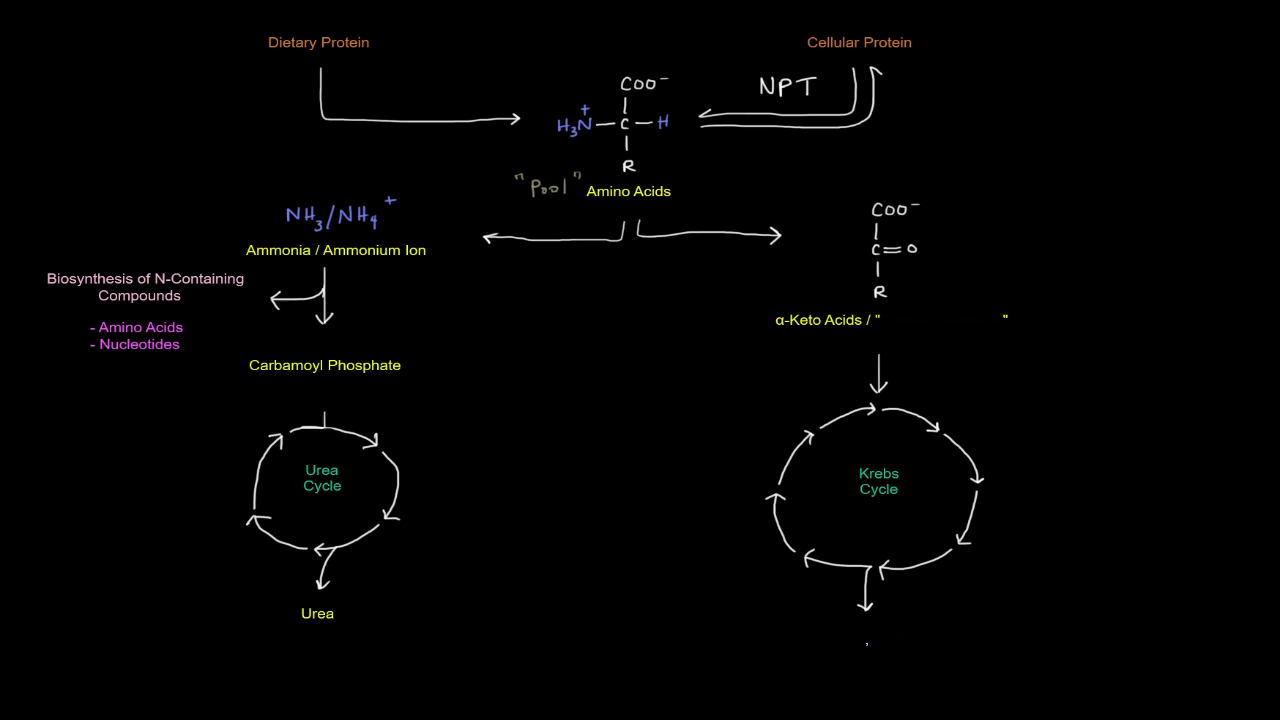 Dietary Protein
Cellular Protein
COO⁻
NPT
H₃N⁺—C—H
R
"Pool"
Amino Acids
NH₃/NH₄⁺
COO⁻
Ammonia / Ammonium Ion
C=O
Biosynthesis of N-Containing
Compounds
R
- Amino Acids
- Nucleotides
α-Keto Acids / " "
Carbamoyl Phosphate
Urea
Cycle
Krebs
Cycle
Urea
,